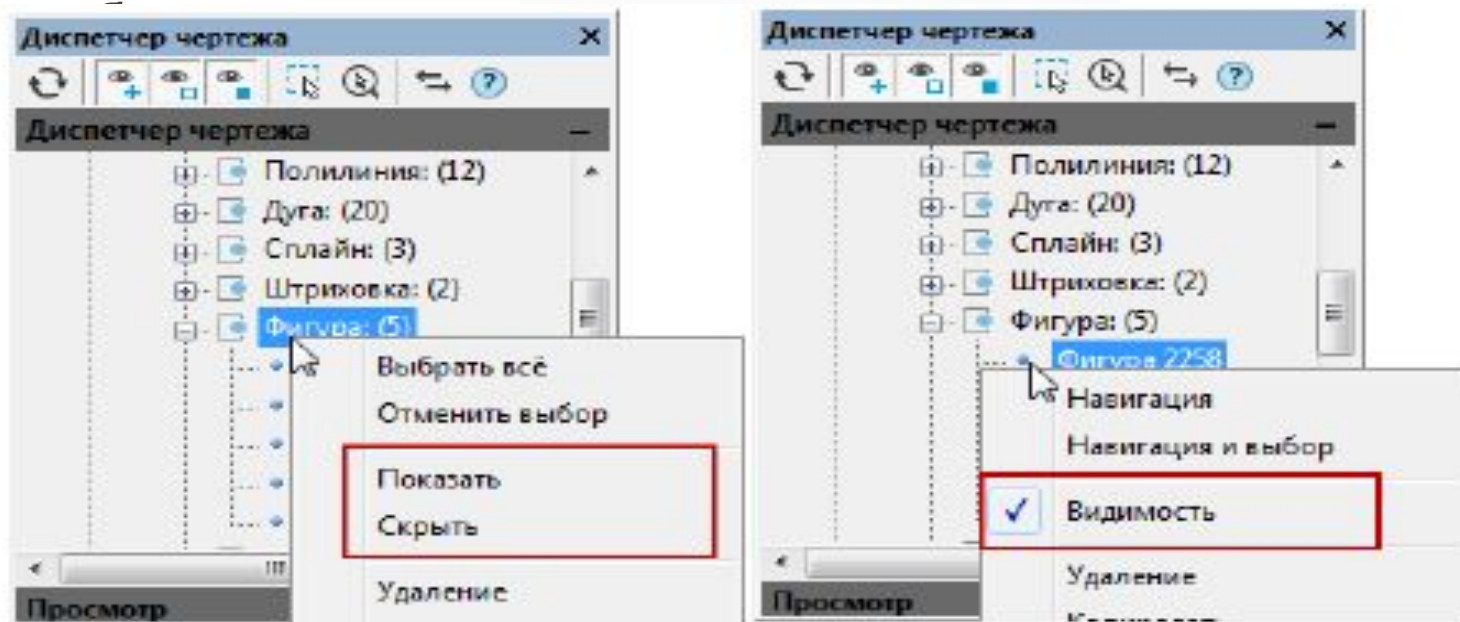 Диспетчер чертежа
Диспетчер чертежа
Полилиния: (12)
Дуга: (20)
Сплайн: (3)
Штриховка: (2)
Фигура: (5)
Выбрать всё
Отменить выбор
Показать
Скрыть
Удаление
Просмотр
Диспетчер чертежа
Диспетчер чертежа
Полилиния: (12)
Дуга: (20)
Сплайн: (3)
Штриховка: (2)
Фигура: (5)
Фигура 2258
Навигация
Навигация и выбор
Видимость
Удаление
Просмотр